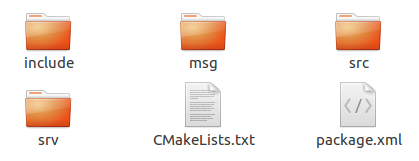 include
msg
src
srv
CMakeLists.txt
package.xml